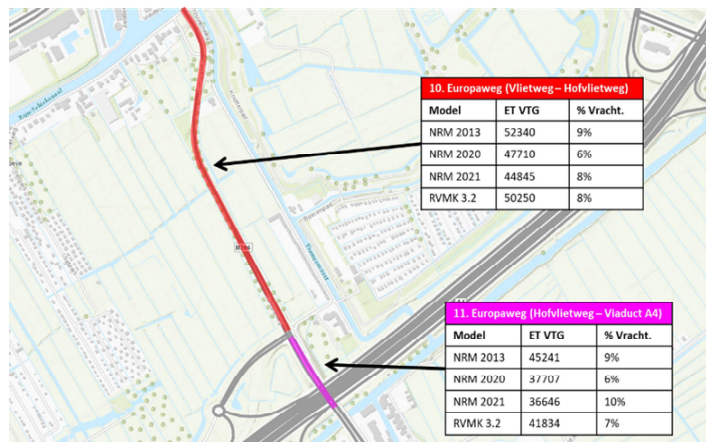 10. Europaweg (Vlietweg – Hofvlietweg)
Model ET VTG % Vracht.
NRM 2013 52340 9%
NRM 2020 47710 6%
NRM 2021 44845 8%
RVMK 3.2 50250 8%
11. Europaweg (Hofvlietweg – Viaduct A4)
Model ET VTG % Vracht.
NRM 2013 45241 9%
NRM 2020 37707 6%
NRM 2021 36646 10%
RVMK 3.2 41834 7%